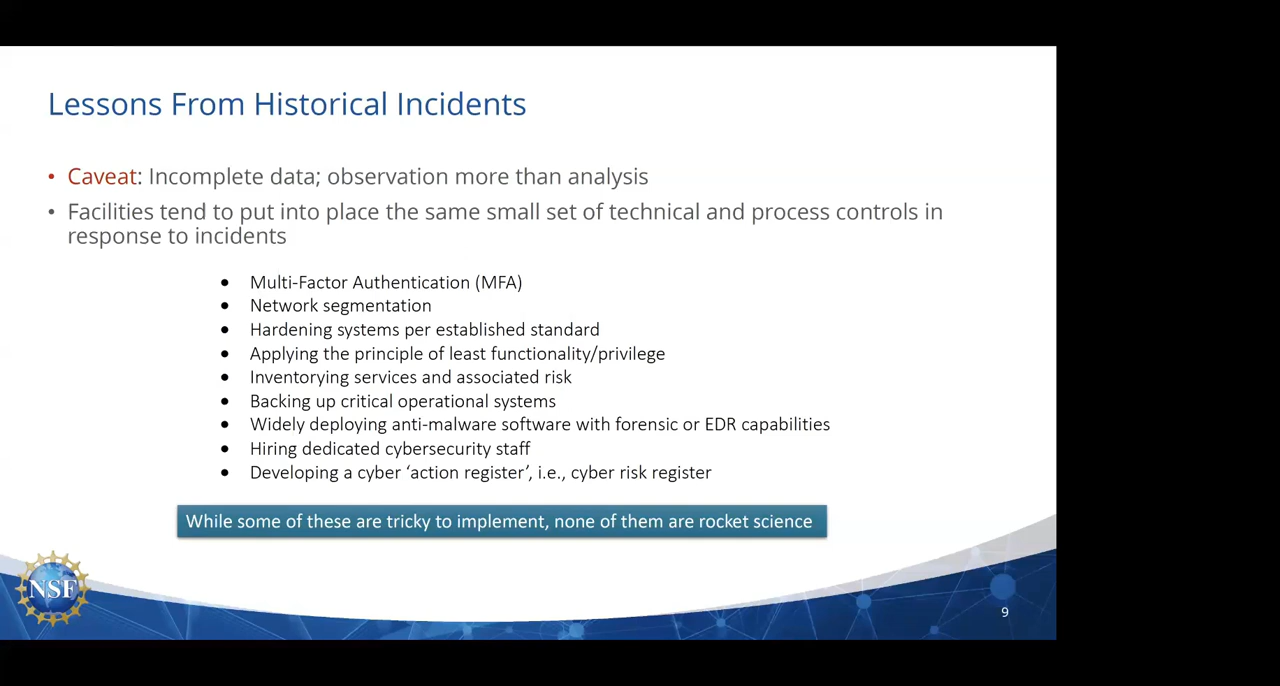 Lessons From Historical Incidents
• Caveat: Incomplete data; observation more than analysis
• Facilities tend to put into place the same small set of technical and process controls in
response to incidents
• Multi-Factor Authentication (MFA)
• Network segmentation
• Hardening systems per established standard
• Applying the principle of least functionality/privilege
• Inventorying services and associated risk
• Backing up critical operational systems
• Widely deploying anti-malware software with forensic or EDR capabilities
• Hiring dedicated cybersecurity staff
• Developing a cyber ‘action register’, i.e., cyber risk register
While some of these are tricky to implement, none of them are rocket science
NSF
9